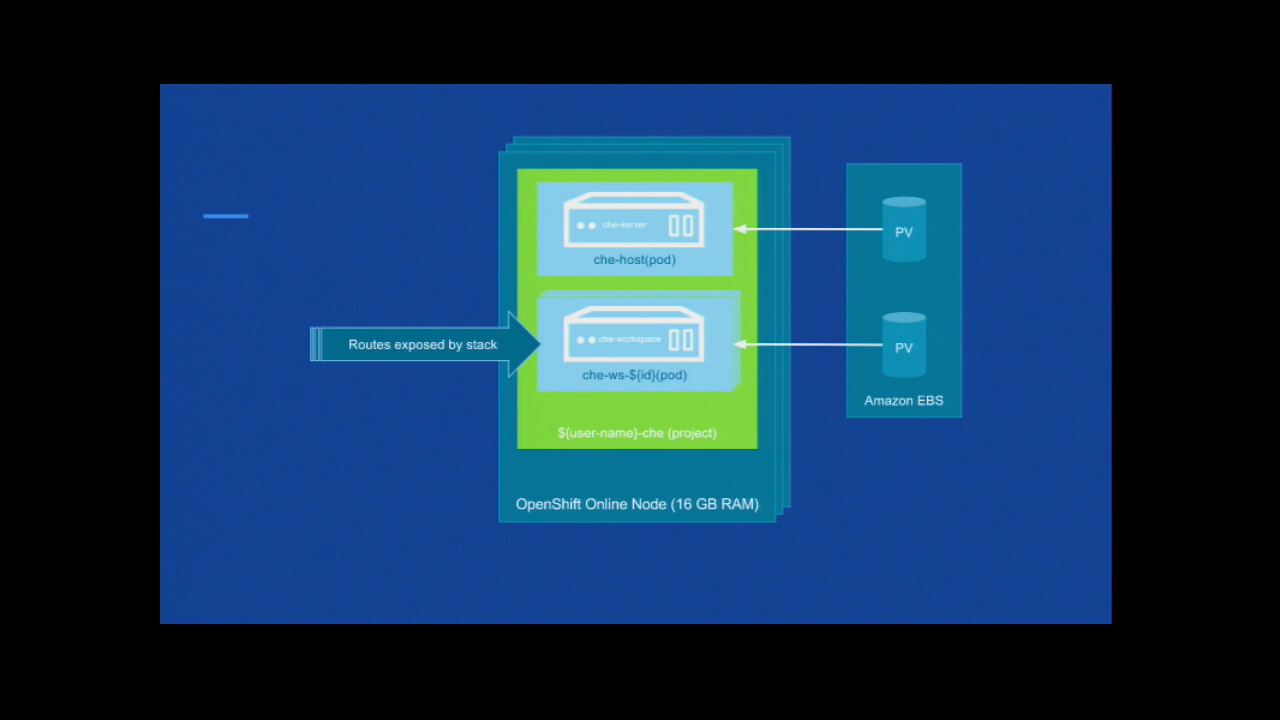 che-server
che-host(pod)
PV
Routes exposed by stack
che-workspace
che-ws-${id}(pod)
PV
Amazon EBS
${user-name}-che (project)
OpenShift Online Node (16 GB RAM)